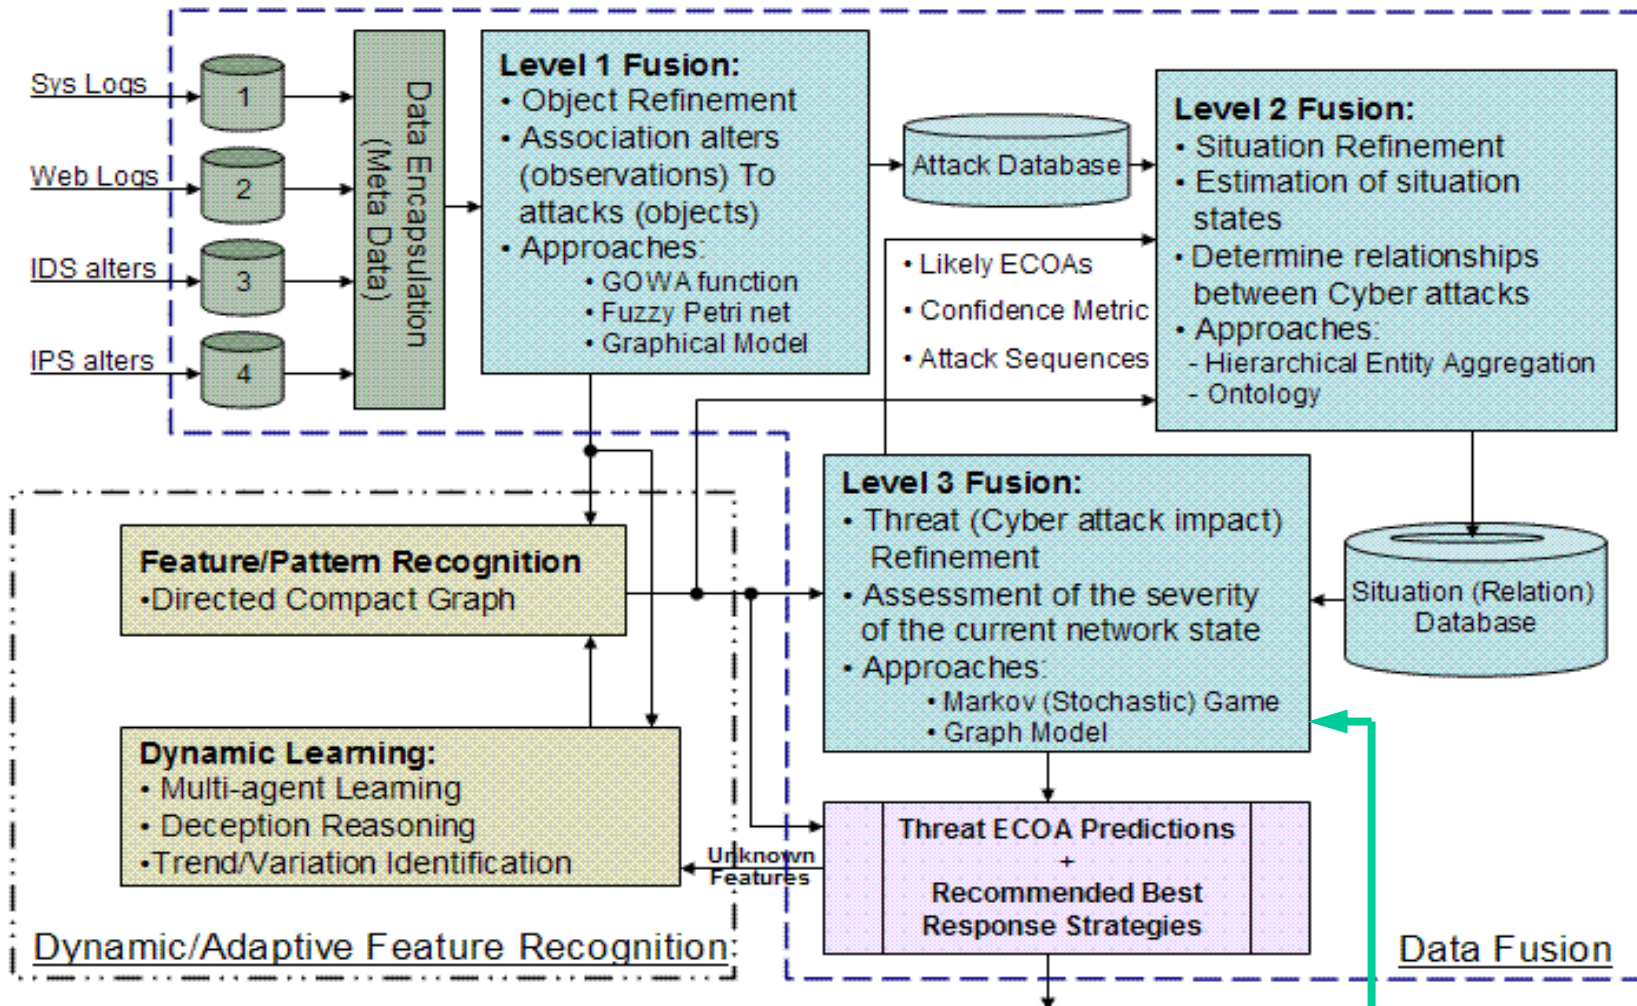 Sys Logs
Web Logs
IDS alters
IPS alters
1
2
3
4
Data Encapsulation
(Meta Data)
Level 1 Fusion:
• Object Refinement
• Association alters
(observations) To
attacks (objects)
• Approaches:
• GOWA function
• Fuzzy Petri net
• Graphical Model
Attack Database
Level 2 Fusion:
• Situation Refinement
• Estimation of situation
states
• Determine relationships
between Cyber attacks
• Approaches:
- Hierarchical Entity Aggregation
- Ontology
• Likely ECOAs
• Confidence Metric
• Attack Sequences
Level 3 Fusion:
• Threat (Cyber attack impact)
Refinement
• Assessment of the severity
of the current network state
• Approaches:
• Markov (Stochastic) Game
• Graph Model
Situation (Relation)
Database
Feature/Pattern Recognition
•Directed Compact Graph
Dynamic Learning:
• Multi-agent Learning
• Deception Reasoning
•Trend/Variation Identification
Unknown
Features
Threat ECOA Predictions
+
Recommended Best
Response Strategies
Dynamic/Adaptive Feature Recognition
Data Fusion